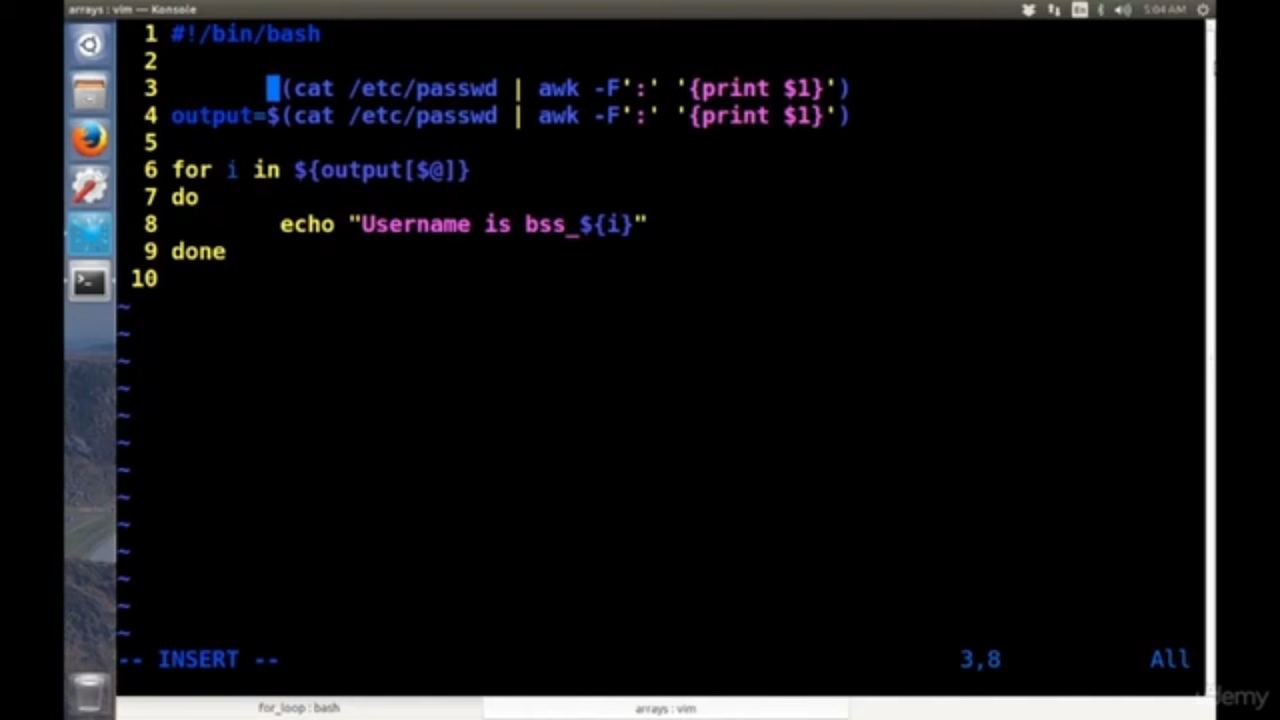 arrays : vim — Konsole
En
5:04 AM
1 #!/bin/bash
2
3        (cat /etc/passwd | awk -F':' '{print $1}')
4 output=$(cat /etc/passwd | awk -F':' '{print $1}')
5
6 for i in ${output[$@]}
7 do
8         echo "Username is bss_${i}"
9 done
10
~
~
~
~
~
~
~
~
~
~
~
~
~
-- INSERT --
3,8
All
for_loop : bash
arrays : vim
udemy